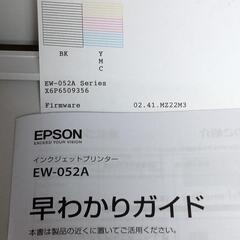 BK
Y
M
C
EW-052A Series
X6P6509356
Firmware 02.41.MZ22M3
EPSON
EXCEED YOUR VISION
インクジェットプリンター
EW-052A
早わかりガイド
本書は製品の近くに置いてご活用ください。